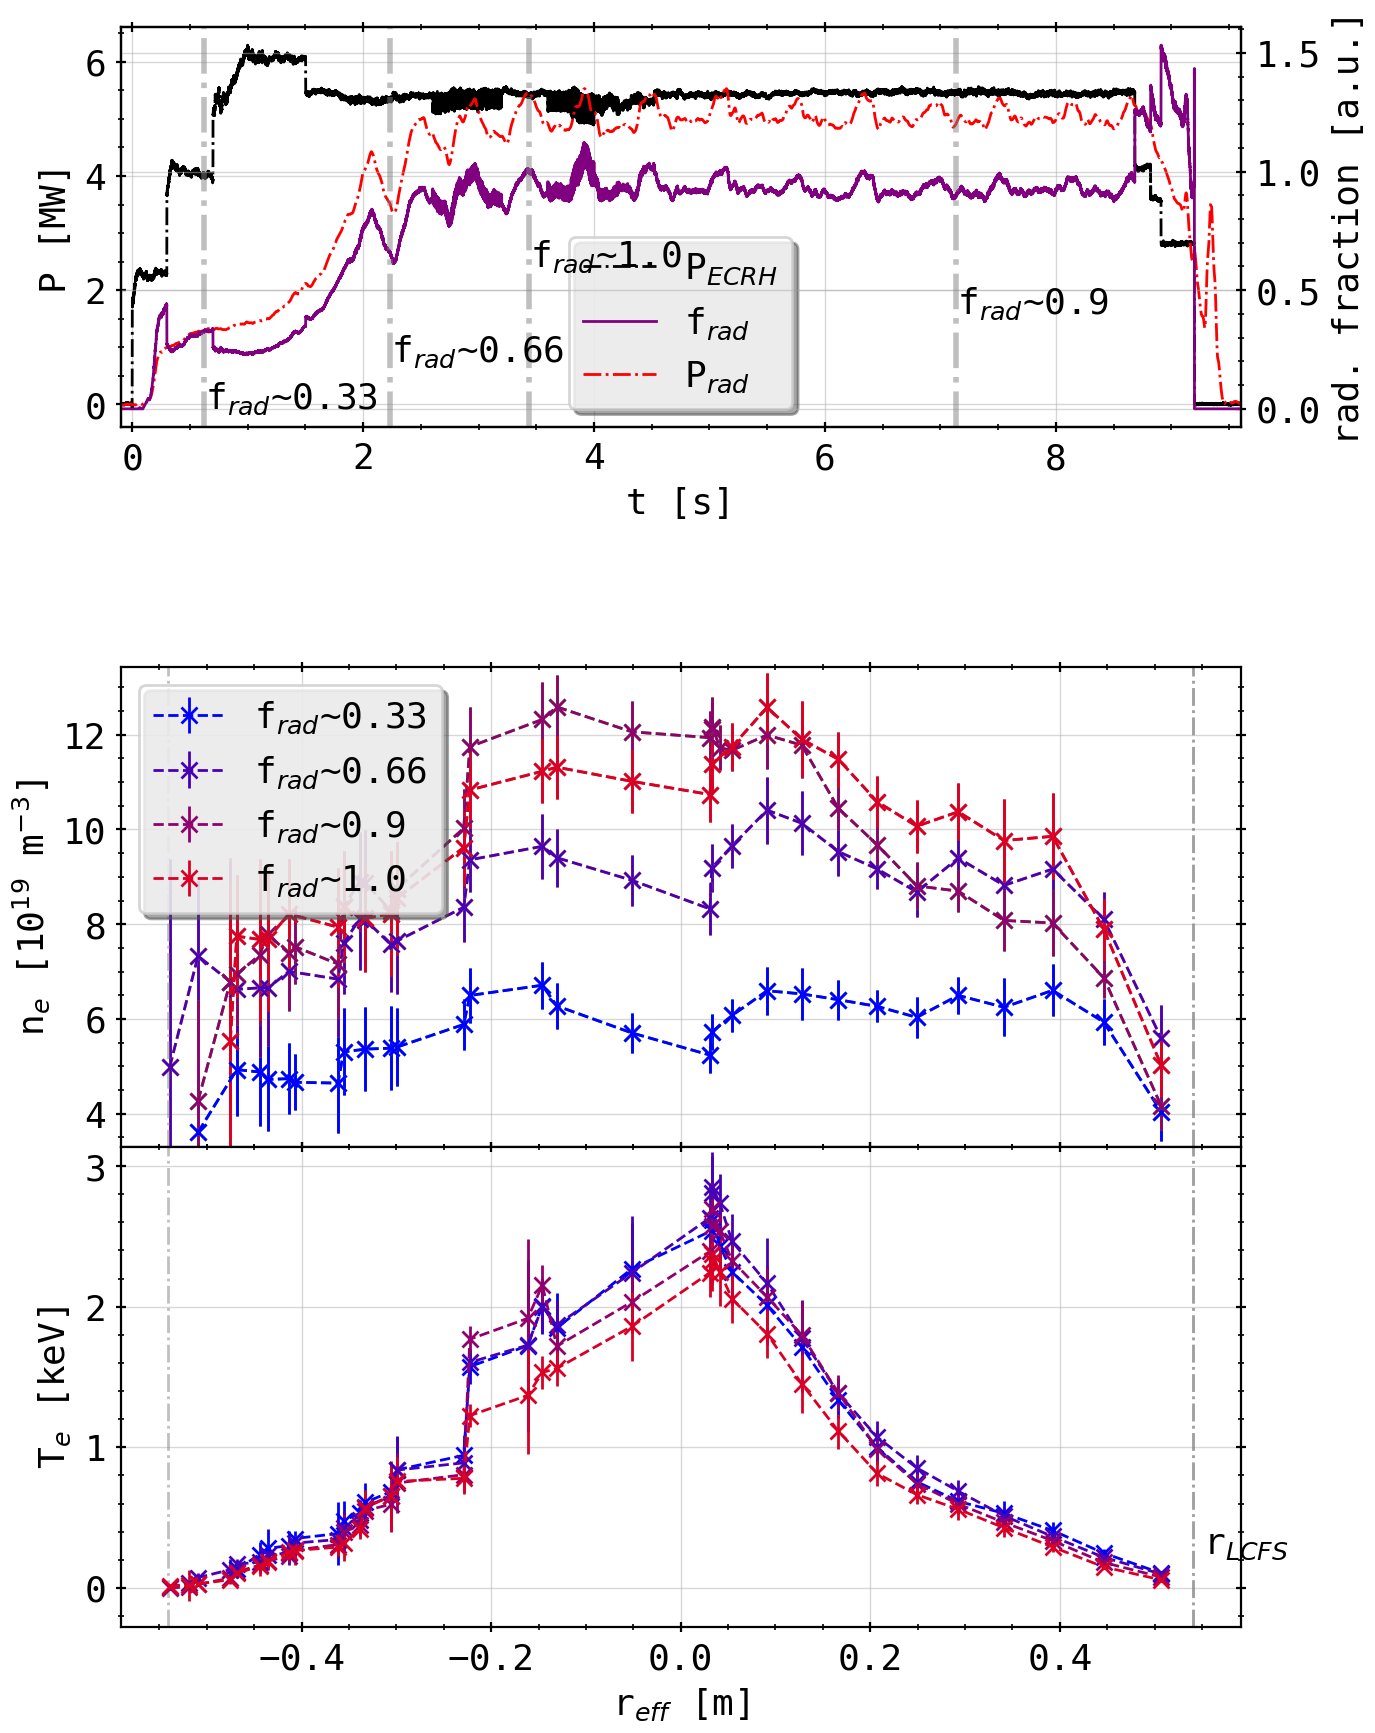 P [MW]
6
4
2
0
1.5
1.0
0.5
0.0
rad. fraction [a.u.]
f_rad~0.33
f_rad~0.66
f_rad~1.0
f_rad~0.9
P_ECRH
f_rad
P_rad
0 2 4 6 8
t [s]
n_e [10^19 m^-3]
12
10
8
6
4
f_rad~0.33
f_rad~0.66
f_rad~0.9
f_rad~1.0
T_e [keV]
3
2
1
0
r_LCFS
−0.4 −0.2 0.0 0.2 0.4
r_eff [m]